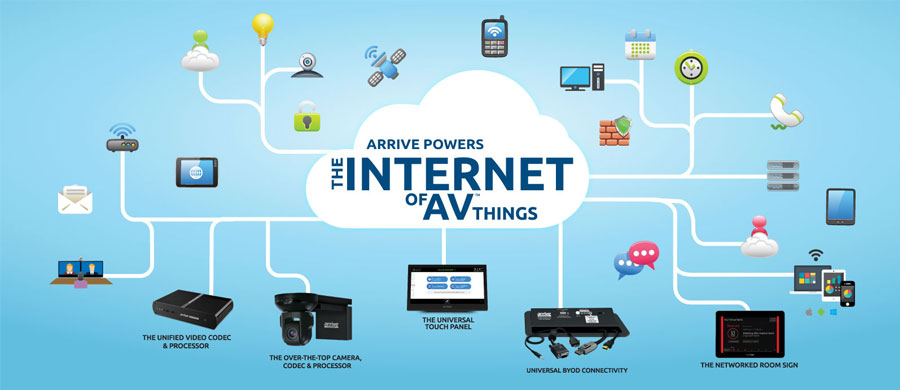 ARRIVE POWERS
THE INTERNET
OF AV™ THINGS
THE UNIFIED VIDEO CODEC
& PROCESSOR
THE OVER-THE-TOP CAMERA,
CODEC & PROCESSOR
THE UNIVERSAL
TOUCH PANEL
UNIVERSAL BYOD CONNECTIVITY
THE NETWORKED ROOM SIGN